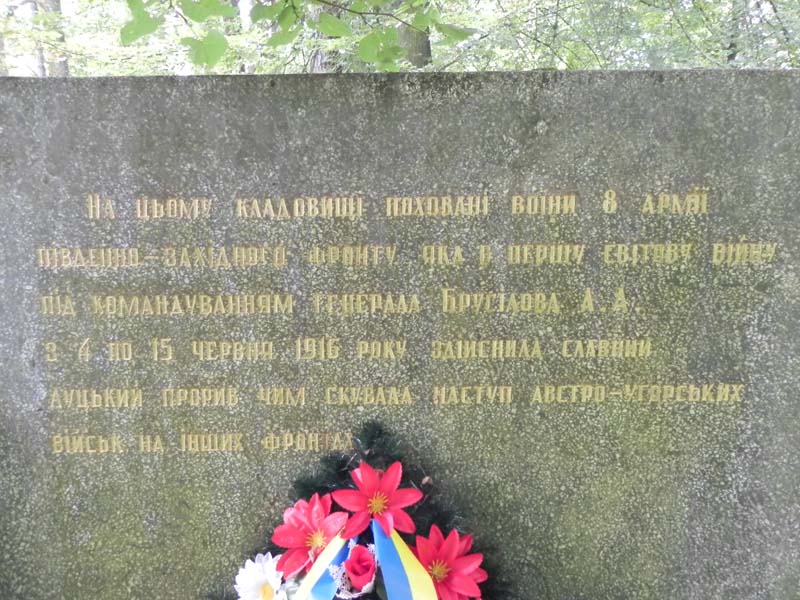 На цьому кладовищі поховані воїни 8 армії
південно-західного фронту, яка в першу світову війну
під командуванням генерала Брусілова А.А.
з 4 по 15 червня 1916 року здійснила славний
луцький прорив чим скувала наступ австро-угорських
військ на інших фронтах